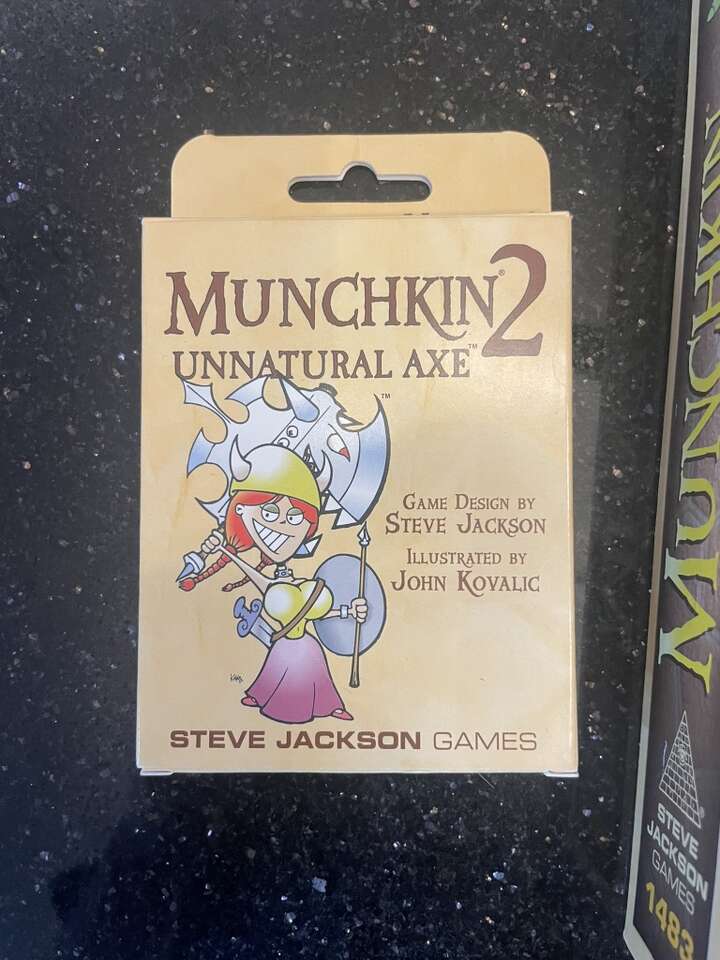 MUNCHKIN® 2
UNNATURAL AXE™
™
GAME DESIGN BY
STEVE JACKSON
ILLUSTRATED BY
JOHN KOVALIC
STEVE JACKSON GAMES
MUNCHKIN
STEVE
JACKSON
GAMES
1483